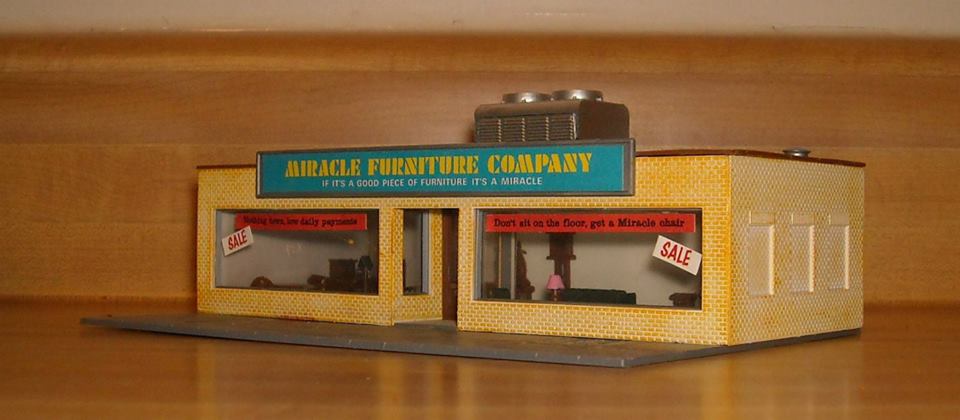 MIRACLE FURNITURE COMPANY
IF IT'S A GOOD PIECE OF FURNITURE IT'S A MIRACLE
Nothing down, low daily payments
Don't sit on the floor, get a Miracle chair
SALE
SALE